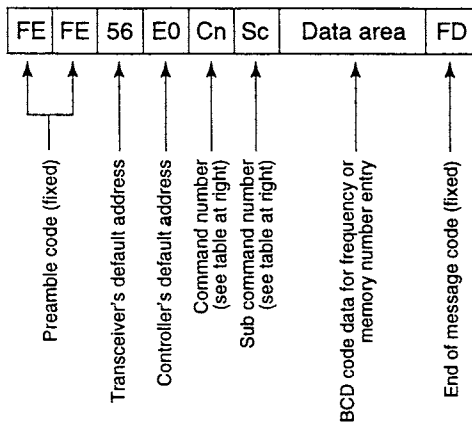 FE FE 56 E0 Cn Sc Data area FD
Preamble code (fixed)
Transceiver's default address
Controller's default address
Command number
(see table at right)
Sub command number
(see table at right)
BCD code data for frequency or
memory number entry
End of message code (fixed)